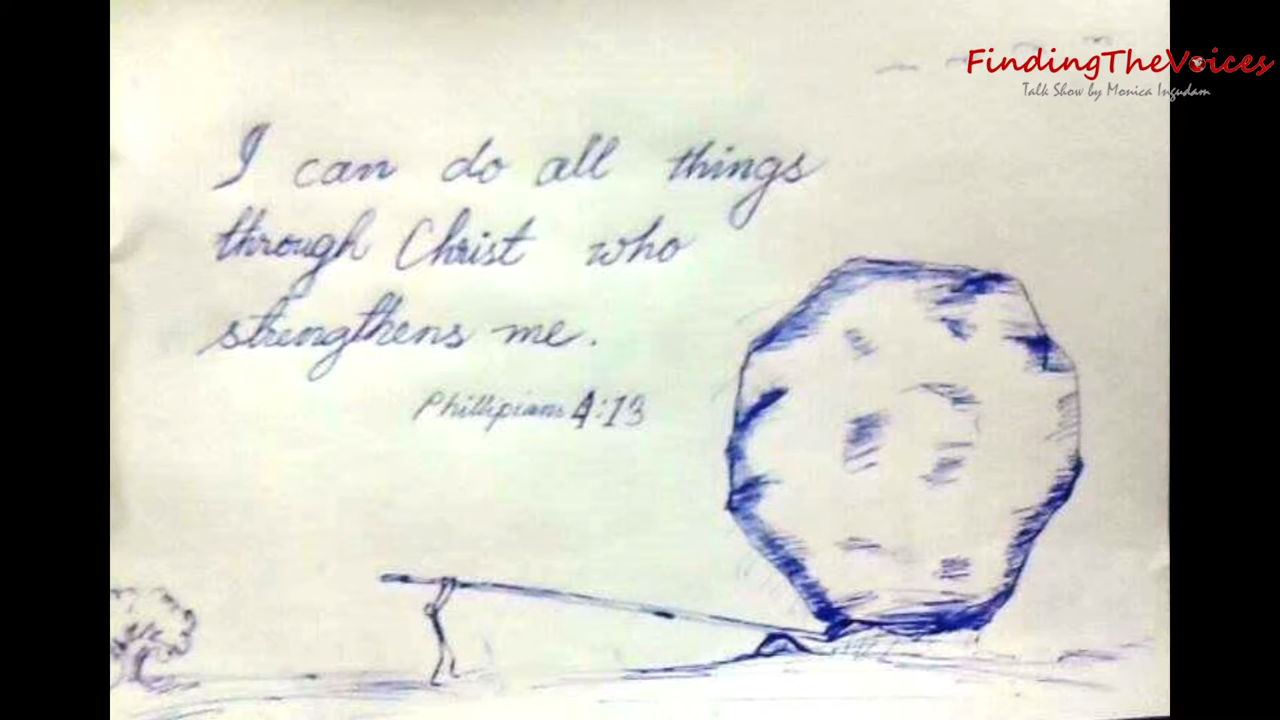 FindingTheVoices
Talk Show by Monica Ingudam
I can do all things
through Christ who
strengthens me.
Phillipians 4:13